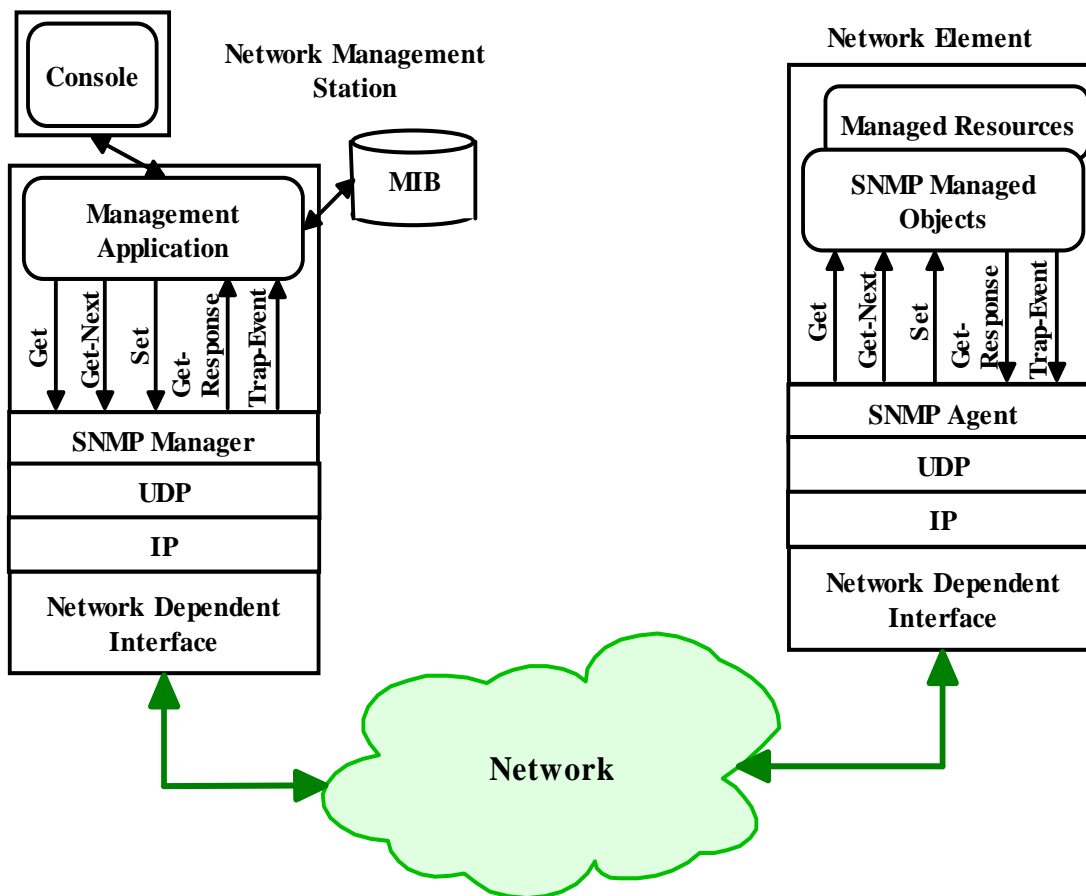 Console
Network Management
Station
MIB
Management
Application
Get
Get-Next
Set
Get-
Response
Trap-Event
SNMP Manager
UDP
IP
Network Dependent
Interface
Network Element
Managed Resources
SNMP Managed
Objects
Get
Get-Next
Set
Get-
Response
Trap-Event
SNMP Agent
UDP
IP
Network Dependent
Interface
Network